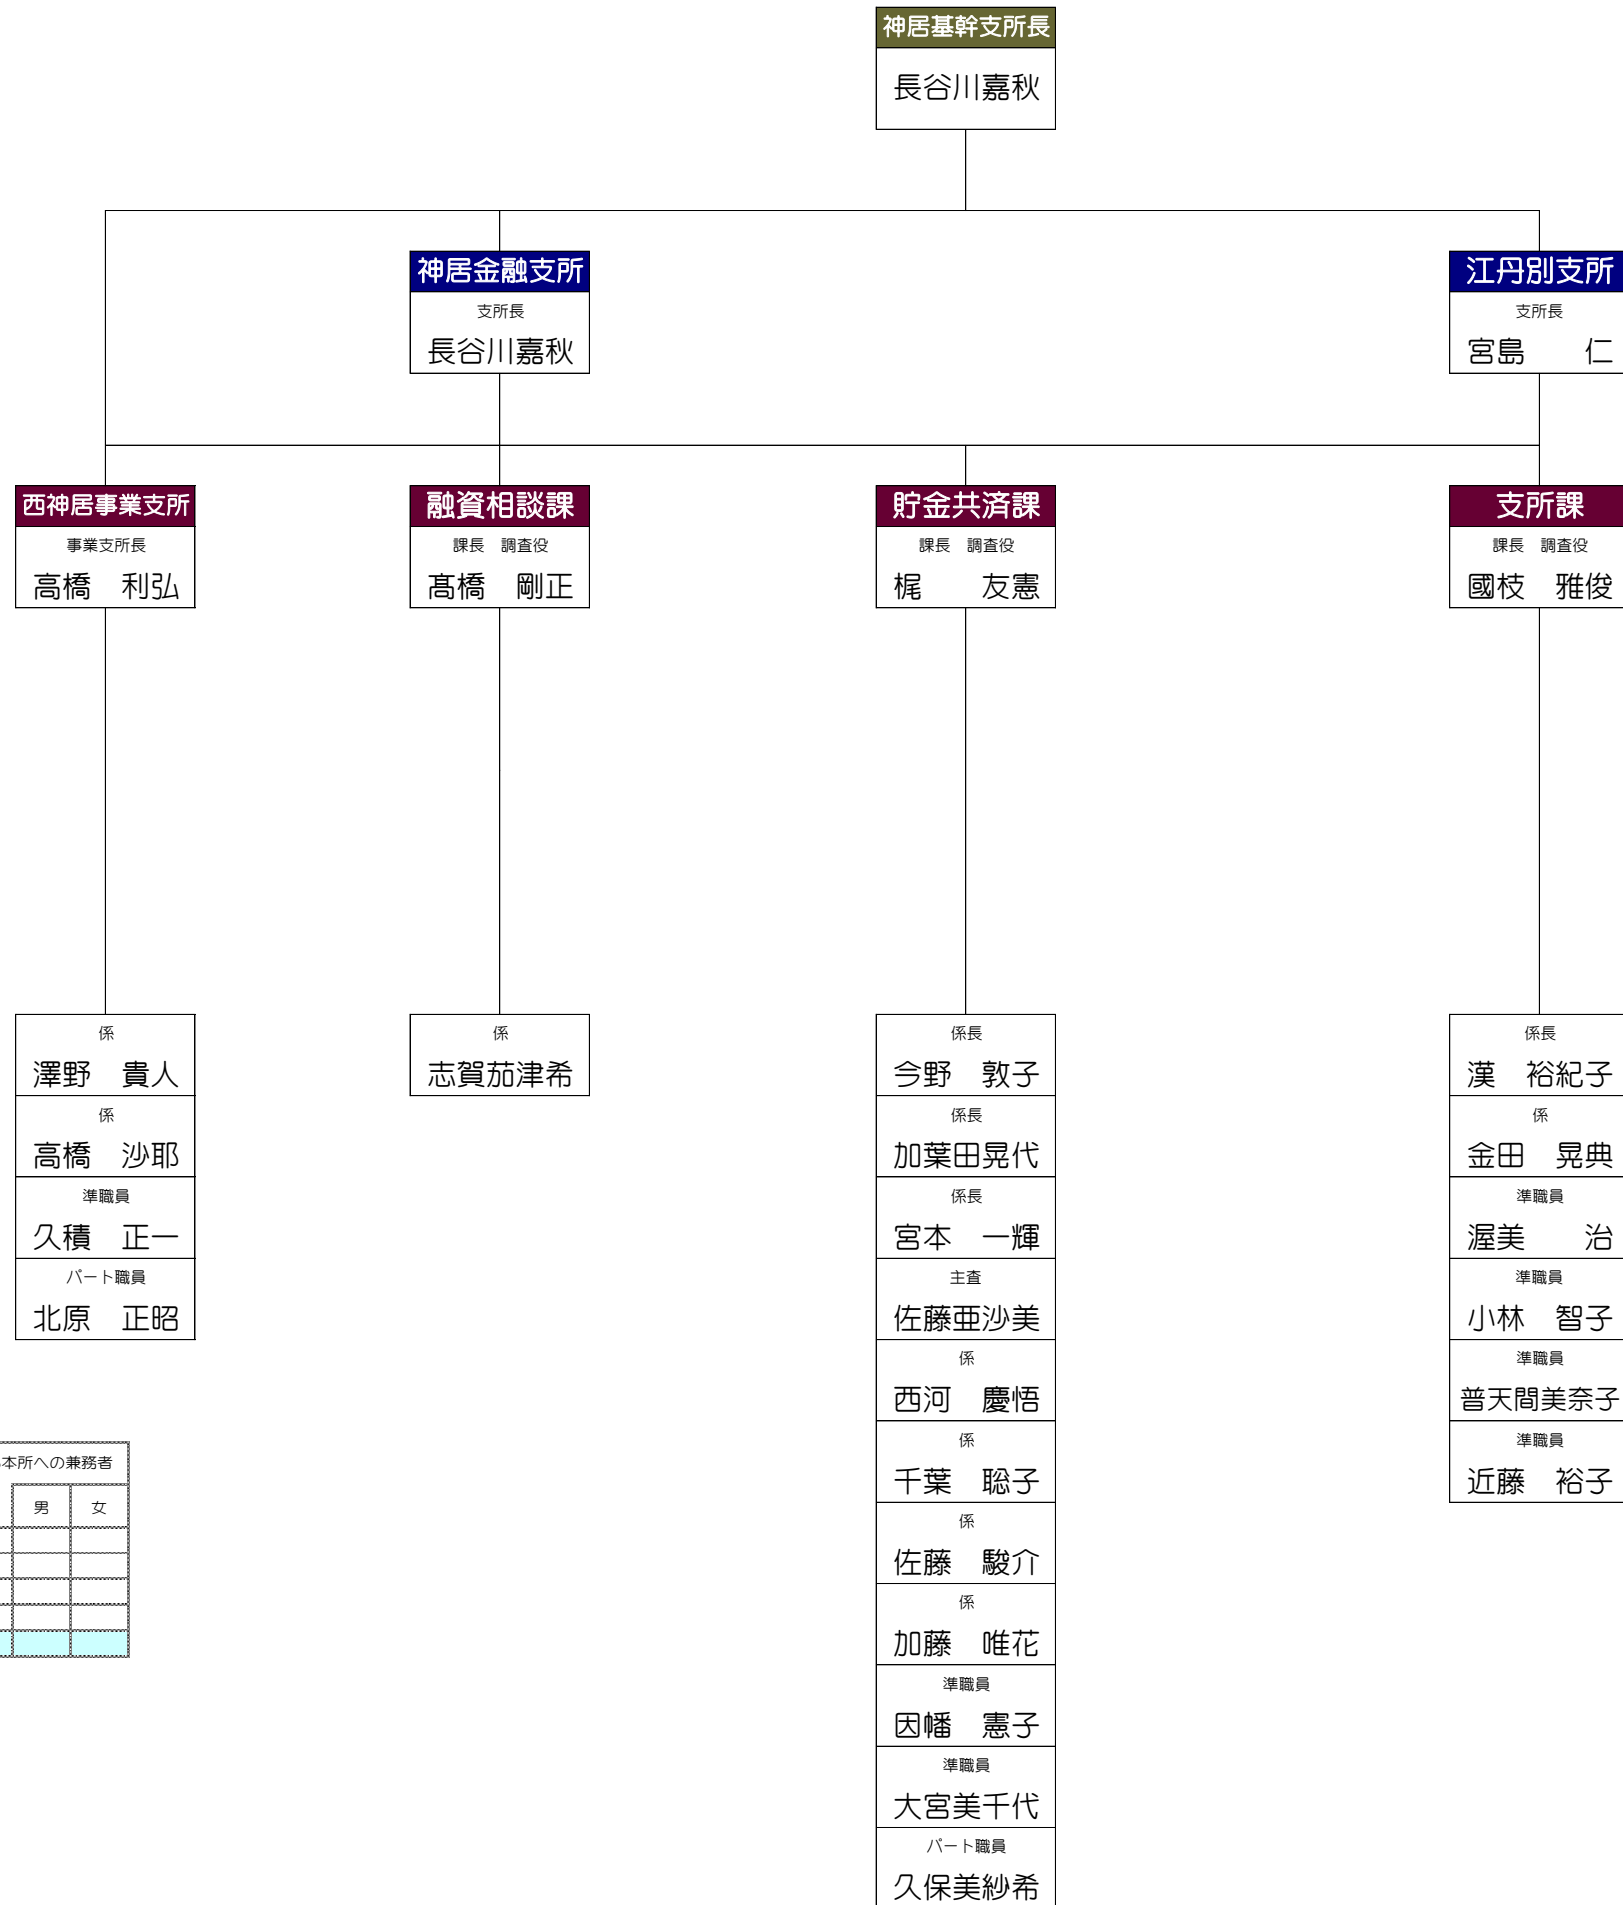 神居基幹支所長
長谷川嘉秋
神居金融支所
支所長
長谷川嘉秋
江丹別支所
支所長
宮島　　仁
西神居事業支所
事業支所長
高橋　利弘
融資相談課
課長　調査役
髙橋　剛正
貯金共済課
課長　調査役
梶　　友憲
支所課
課長　調査役
國枝　雅俊
係
澤野　貴人
係
高橋　沙耶
準職員
久積　正一
パート職員
北原　正昭
係
志賀茄津希
係長
今野　敦子
係長
加葉田晃代
係長
宮本　一輝
主査
佐藤亜沙美
係
西河　慶悟
係
千葉　聡子
係
佐藤　駿介
係
加藤　唯花
準職員
因幡　憲子
準職員
大宮美千代
パート職員
久保美紗希
係長
漢　裕紀子
係
金田　晃典
準職員
渥美　　治
準職員
小林　智子
準職員
普天間美奈子
準職員
近藤　裕子
本所への兼務者
男　女